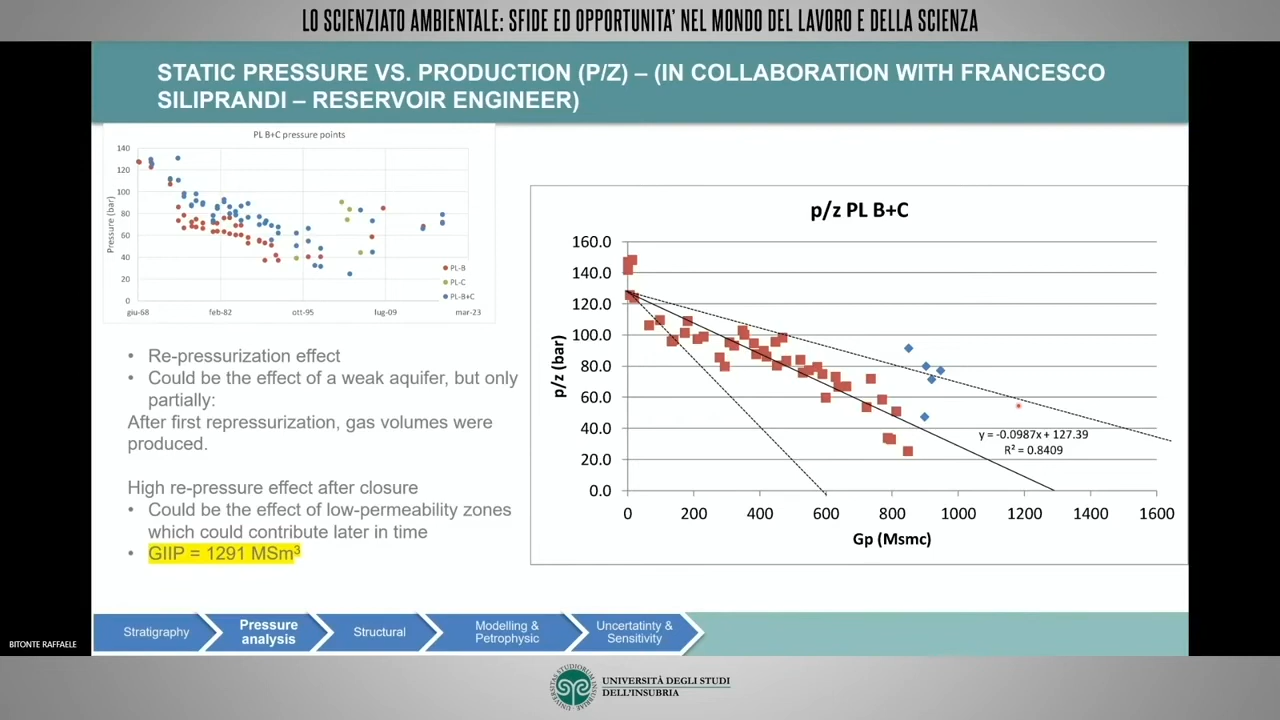 LO SCIENZIATO AMBIENTALE: SFIDE ED OPPORTUNITA' NEL MONDO DEL LAVORO E DELLA SCIENZA
STATIC PRESSURE VS. PRODUCTION (P/Z) – (IN COLLABORATION WITH FRANCESCO
SILIPRANDI – RESERVOIR ENGINEER)
PL B+C pressure points
140
120
100
80
60
40
20
0
Pressure (bar)
PL-B
PL-C
PL-B+C
giu-68
feb-82
ott-95
lug-09
mar-23
• Re-pressurization effect
• Could be the effect of a weak aquifer, but only
partially:
After first repressurization, gas volumes were
produced.
High re-pressure effect after closure
• Could be the effect of low-permeability zones
which could contribute later in time
• GIIP = 1291 MSm³
p/z PL B+C
160.0
140.0
120.0
100.0
80.0
60.0
40.0
20.0
0.0
p/z (bar)
y = -0.0987x + 127.39
R² = 0.8409
0
200
400
600
800
1000
1200
1400
1600
Gp (Msmc)
Stratigraphy
Pressure
analysis
Structural
Modelling &
Petrophysic
Uncertatinty &
Sensitivity
BITONTE RAFFAELE
UNIVERSITÀ DEGLI STUDI
DELL'INSUBRIA